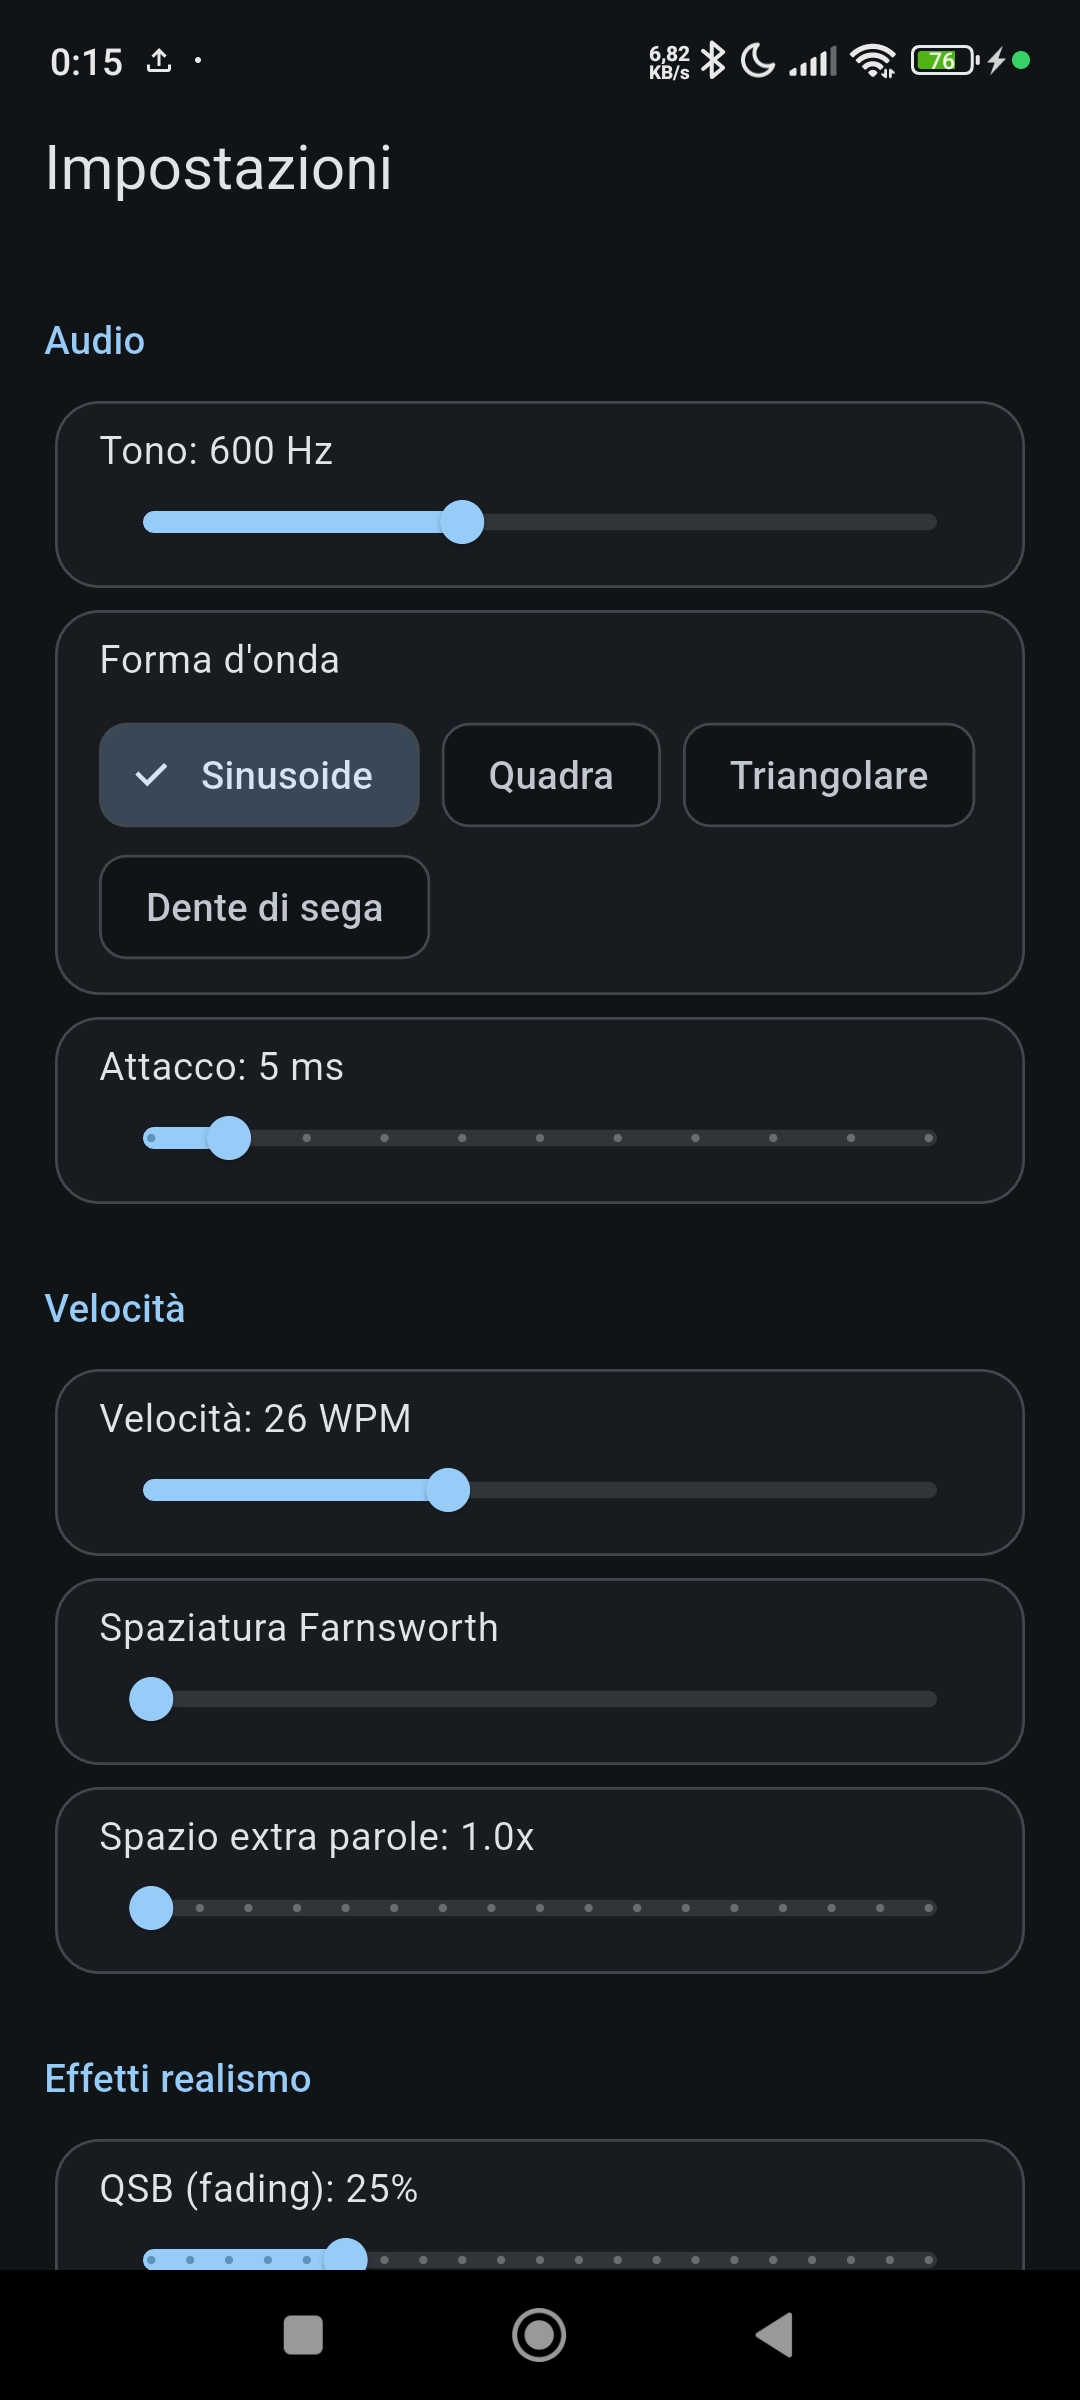 0:15
6,82
KB/s
76
Impostazioni
Audio
Tono: 600 Hz
Forma d'onda
Sinusoide
Quadra
Triangolare
Dente di sega
Attacco: 5 ms
Velocità
Velocità: 26 WPM
Spaziatura Farnsworth
Spazio extra parole: 1.0x
Effetti realismo
QSB (fading): 25%